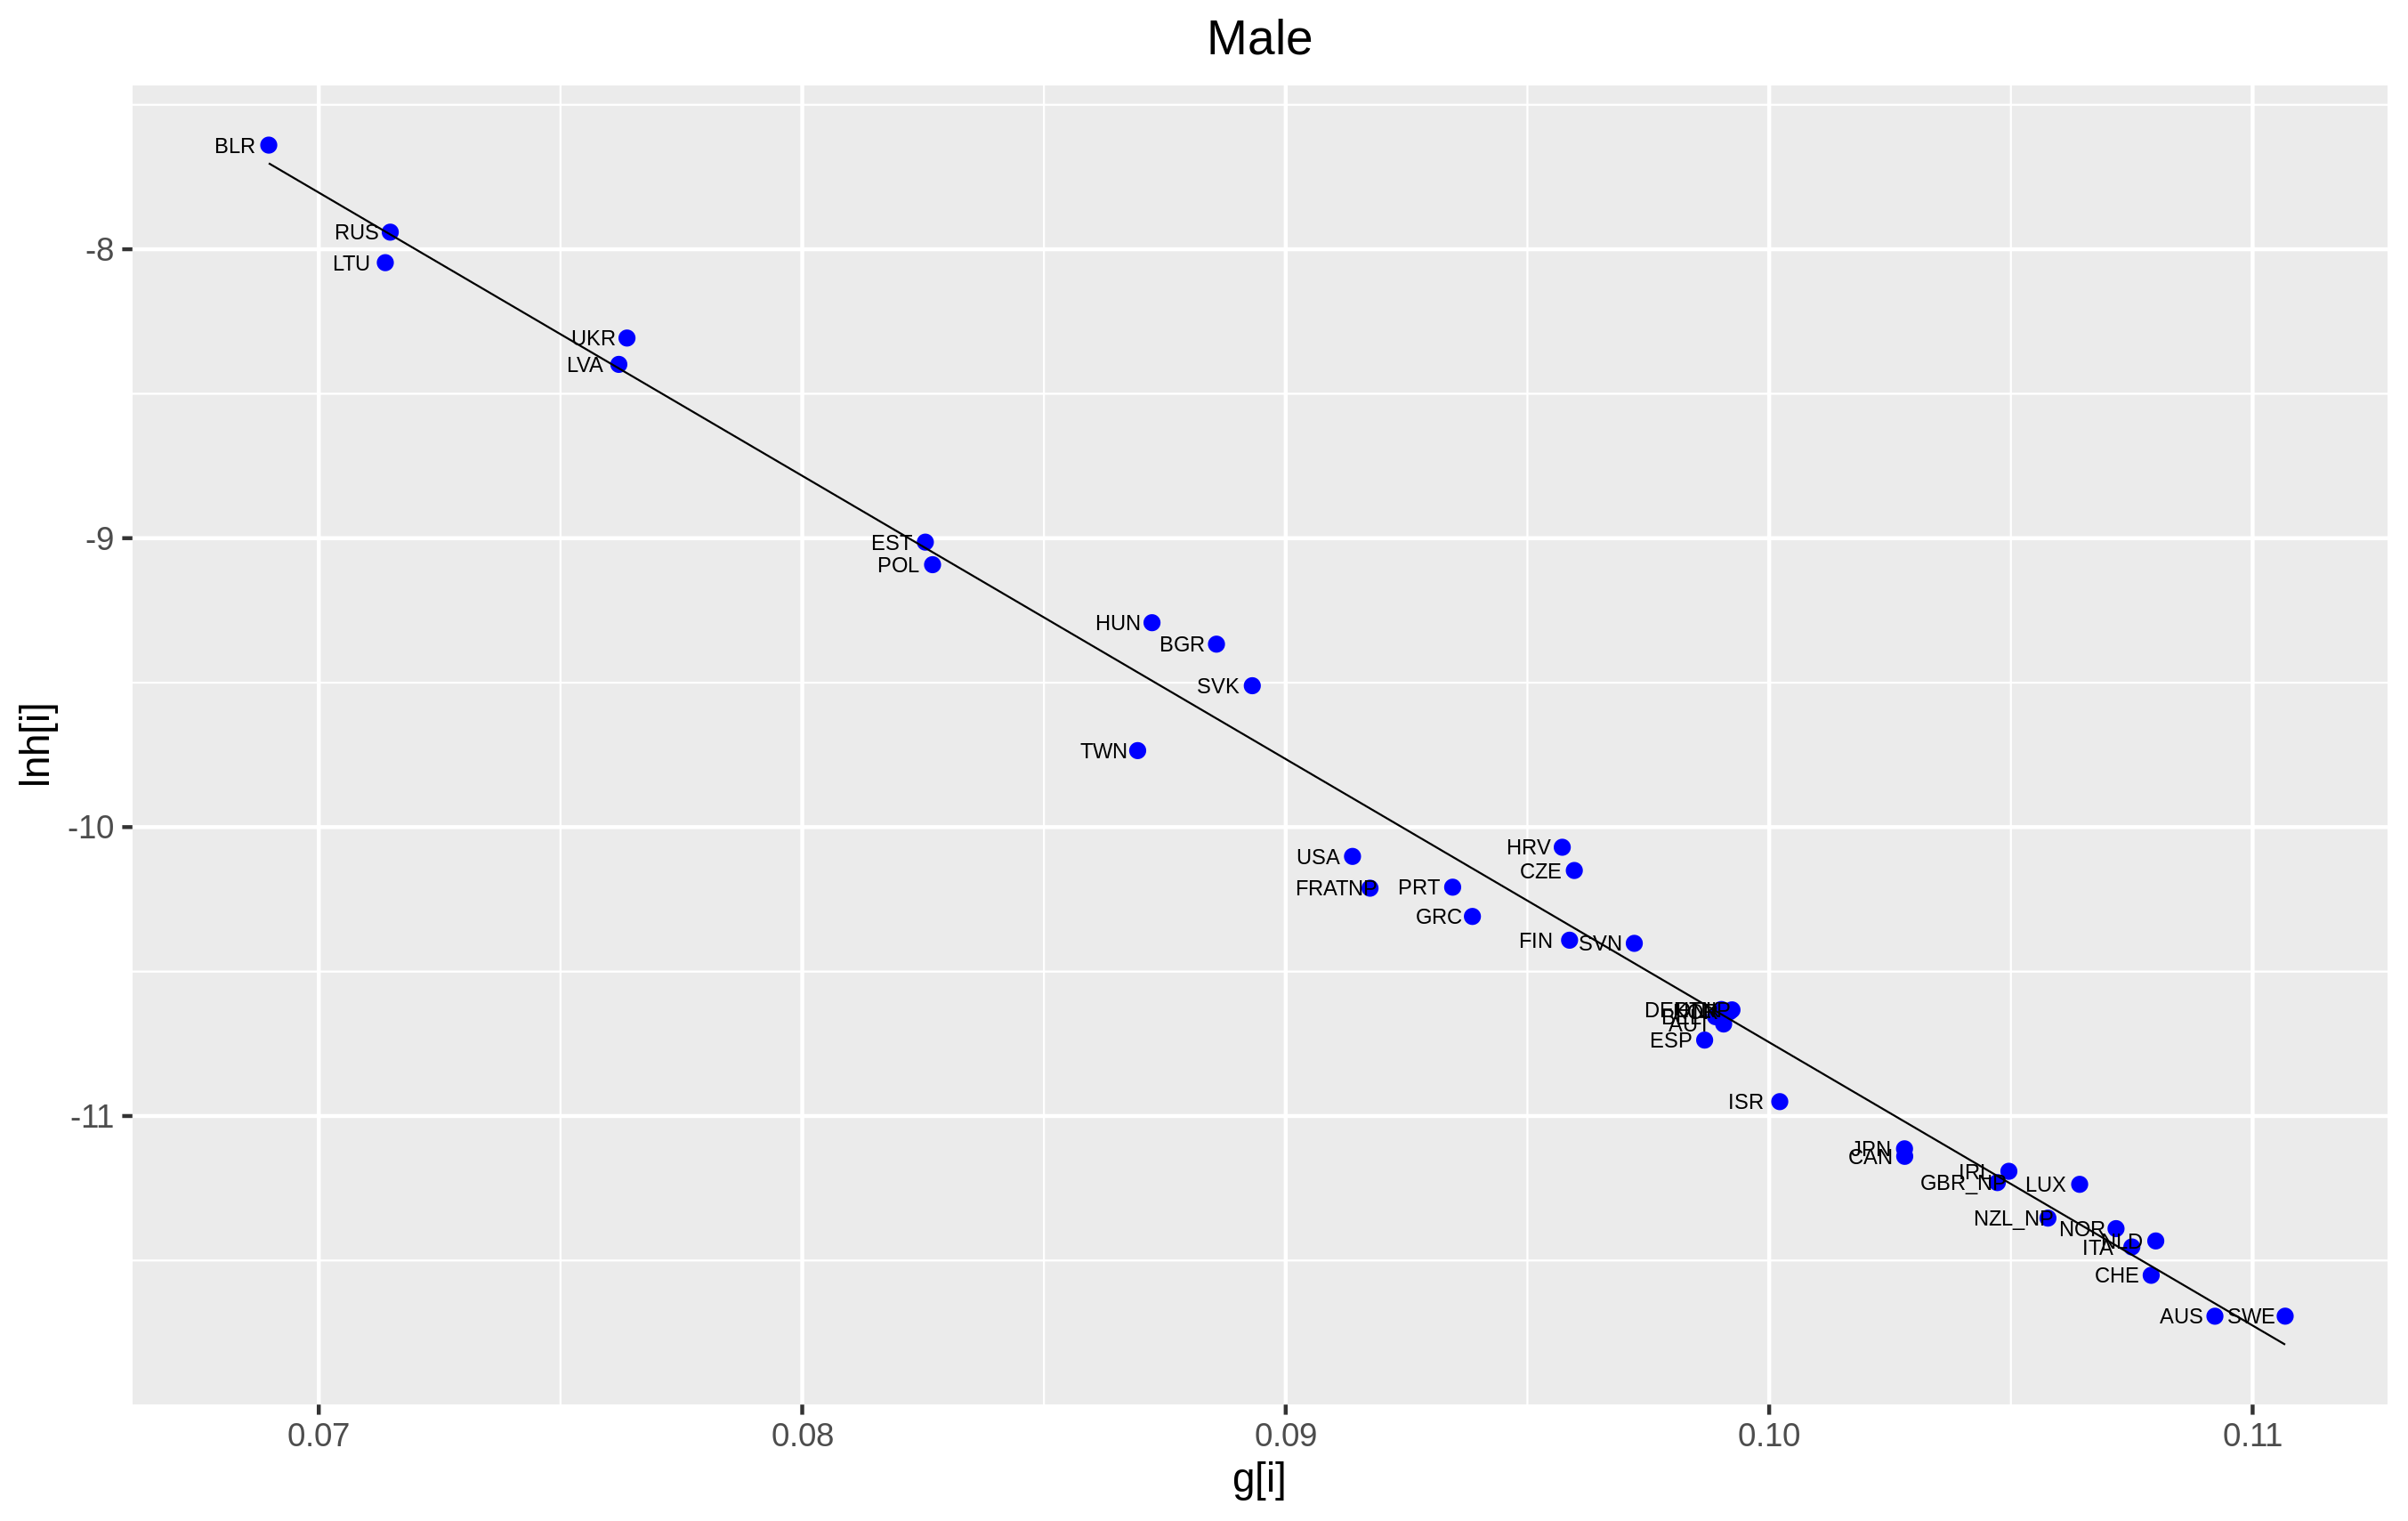 Male
BLR
RUS
LTU
-8
UKR
LVA
-9
EST
POL
HUN
BGR
SVK
TWN
lnh[i]
-10
HRV
USA
CZE
FRATNP
PRT
GRC
FIN
SVN
ESP
ISR
-11
JPN
CAN
IRL
GBR_NP
LUX
NZL_NP
NOR
NLD
ITA
CHE
AUS
SWE
0.07
0.08
0.09
0.10
0.11
g[i]